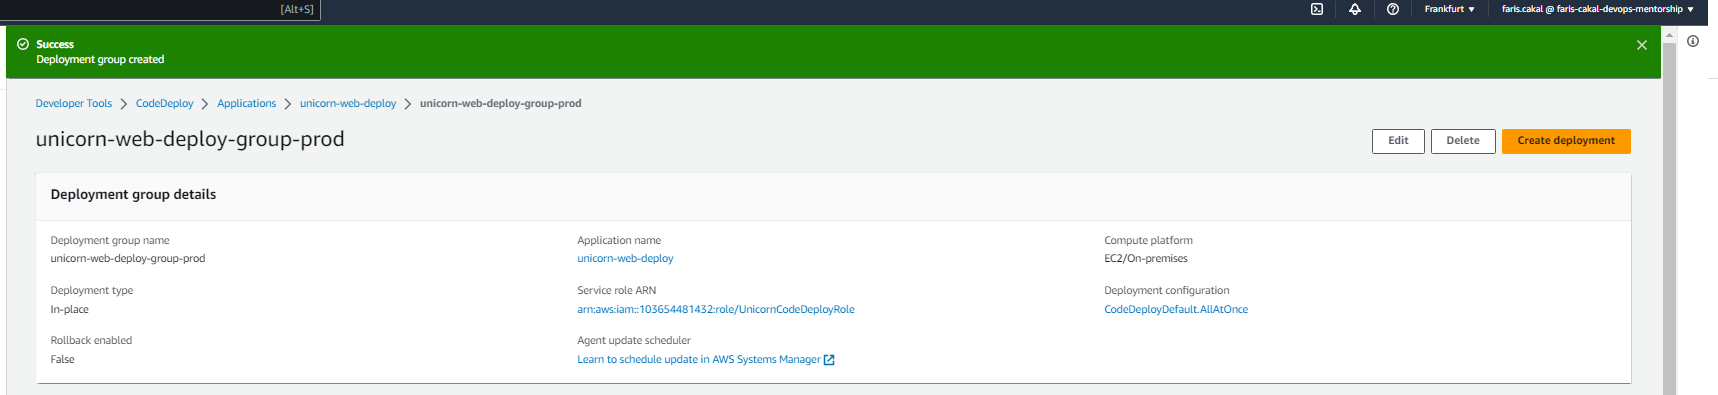 [Alt+S]
Frankfurt
faris.cakal @ faris-cakal-devops-mentorship
Success
Deployment group created
Developer Tools
CodeDeploy
Applications
unicorn-web-deploy
unicorn-web-deploy-group-prod
unicorn-web-deploy-group-prod
Edit
Delete
Create deployment
Deployment group details
Deployment group name
unicorn-web-deploy-group-prod
Application name
unicorn-web-deploy
Compute platform
EC2/On-premises
Deployment type
In-place
Service role ARN
arn:aws:iam::103654481432:role/UnicornCodeDeployRole
Deployment configuration
CodeDeployDefault.AllAtOnce
Rollback enabled
False
Agent update scheduler
Learn to schedule update in AWS Systems Manager